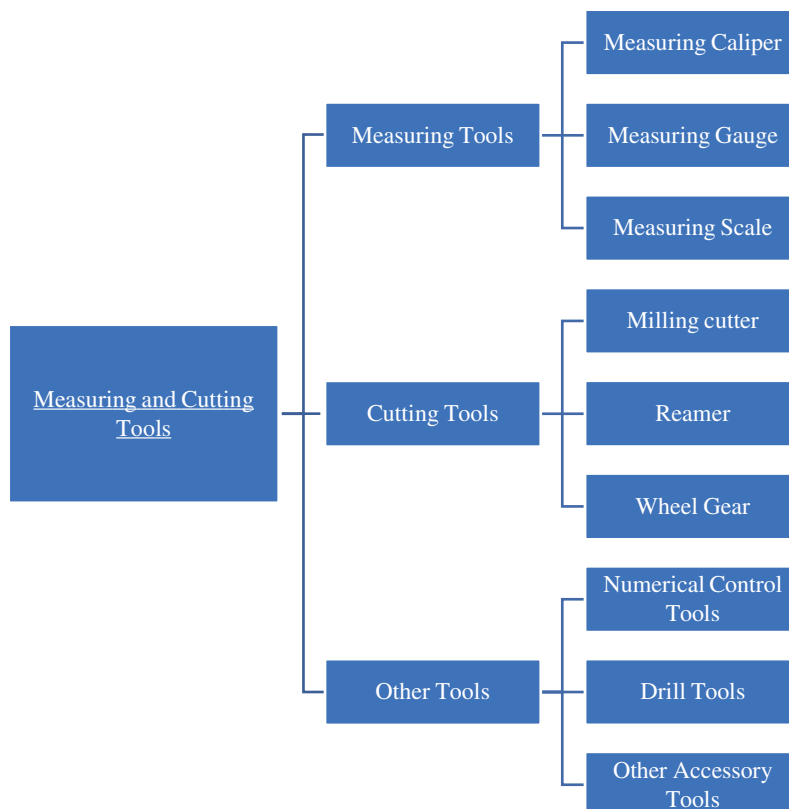 Measuring and Cutting
Tools
Measuring Tools
Measuring Caliper
Measuring Gauge
Measuring Scale
Cutting Tools
Milling cutter
Reamer
Wheel Gear
Other Tools
Numerical Control
Tools
Drill Tools
Other Accessory
Tools